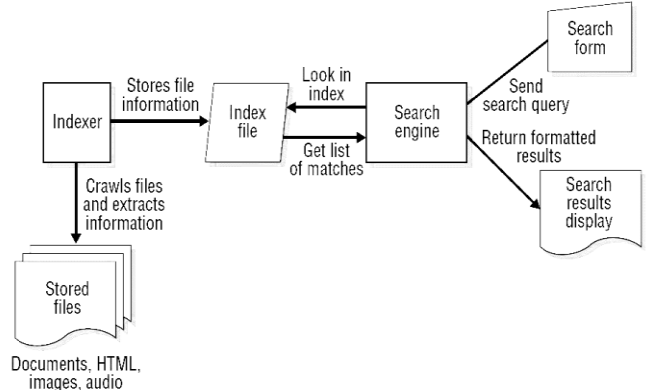 Search
form
Stores file
information
Look in
index
Send
search query
Indexer
Index
file
Search
engine
Get list
of matches
Return formatted
results
Crawls files
and extracts
information
Search
results
display
Stored
files
Documents, HTML,
images, audio